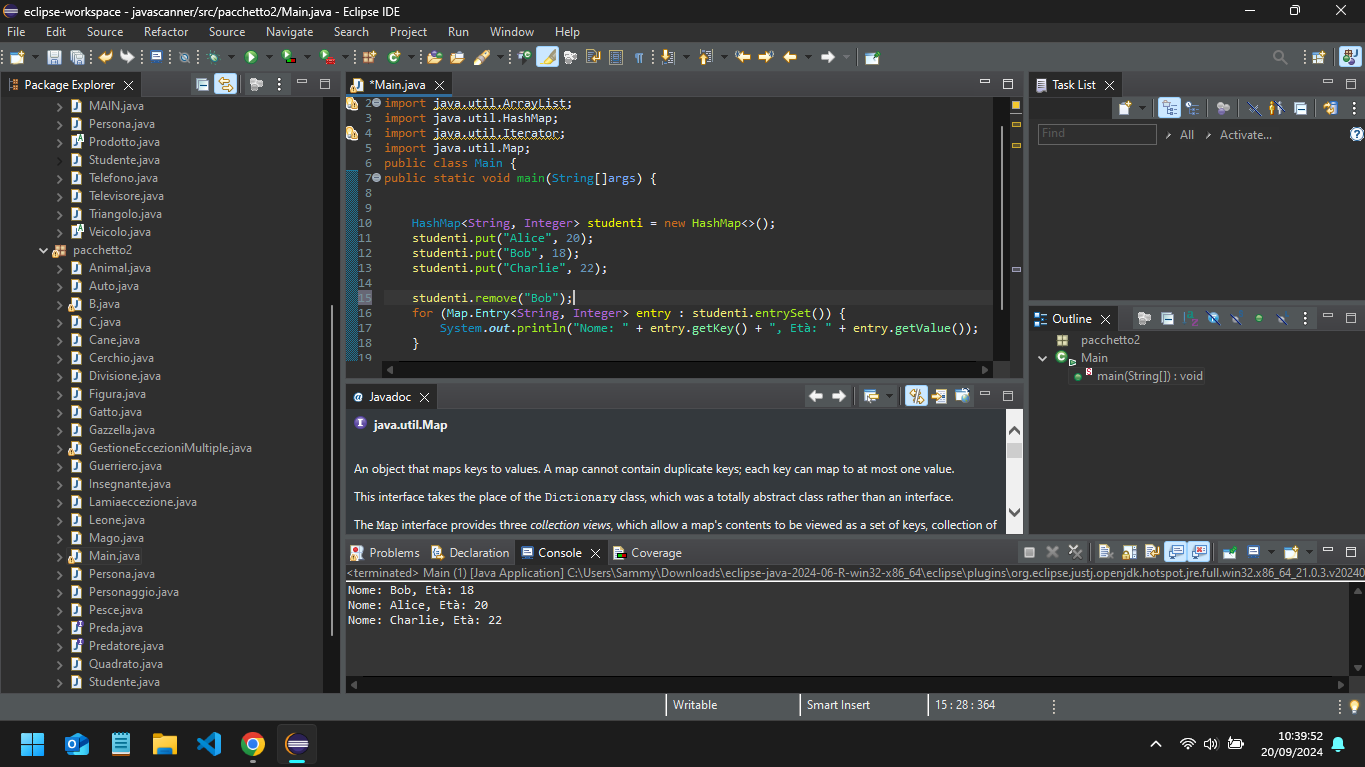 eclipse-workspace - javascanner/src/pacchetto2/Main.java - Eclipse IDE
File Edit Source Refactor Source Navigate Search Project Run Window Help
Package Explorer
MAIN.java
Persona.java
Prodotto.java
Studente.java
Telefono.java
Televisore.java
Triangolo.java
Veicolo.java
pacchetto2
Animal.java
Auto.java
B.java
C.java
Cane.java
Cerchio.java
Divisione.java
Figura.java
Gatto.java
Gazzella.java
GestioneEccezioniMultiple.java
Guerriero.java
Insegnante.java
Lamiaeccezione.java
Leone.java
Mago.java
Main.java
Persona.java
Personaggio.java
Pesce.java
Preda.java
Predatore.java
Quadrato.java
Studente.java
*Main.java
2 import java.util.ArrayList;
3 import java.util.HashMap;
4 import java.util.Iterator;
5 import java.util.Map;
6 public class Main {
7 public static void main(String[]args) {
8
9
10 HashMap<String, Integer> studenti = new HashMap<>();
11 studenti.put("Alice", 20);
12 studenti.put("Bob", 18);
13 studenti.put("Charlie", 22);
14
15 studenti.remove("Bob");
16 for (Map.Entry<String, Integer> entry : studenti.entrySet()) {
17 System.out.println("Nome: " + entry.getKey() + ", Età: " + entry.getValue());
18 }
19
@ Javadoc
java.util.Map
An object that maps keys to values. A map cannot contain duplicate keys; each key can map to at most one value.
This interface takes the place of the Dictionary class, which was a totally abstract class rather than an interface.
The Map interface provides three collection views, which allow a map's contents to be viewed as a set of keys, collection of
Task List
Find All Activate...
Outline
pacchetto2
Main
main(String[]) : void
Problems Declaration Console Coverage
<terminated> Main (1) [Java Application] C:\Users\Sammy\Downloads\eclipse-java-2024-06-R-win32-x86_64\eclipse\plugins\org.eclipse.justj.openjdk.hotspot.jre.full.win32.x86_64_21.0.3.v20240
Nome: Bob, Età: 18
Nome: Alice, Età: 20
Nome: Charlie, Età: 22
Writable Smart Insert 15 : 28 : 364
10:39:52
20/09/2024